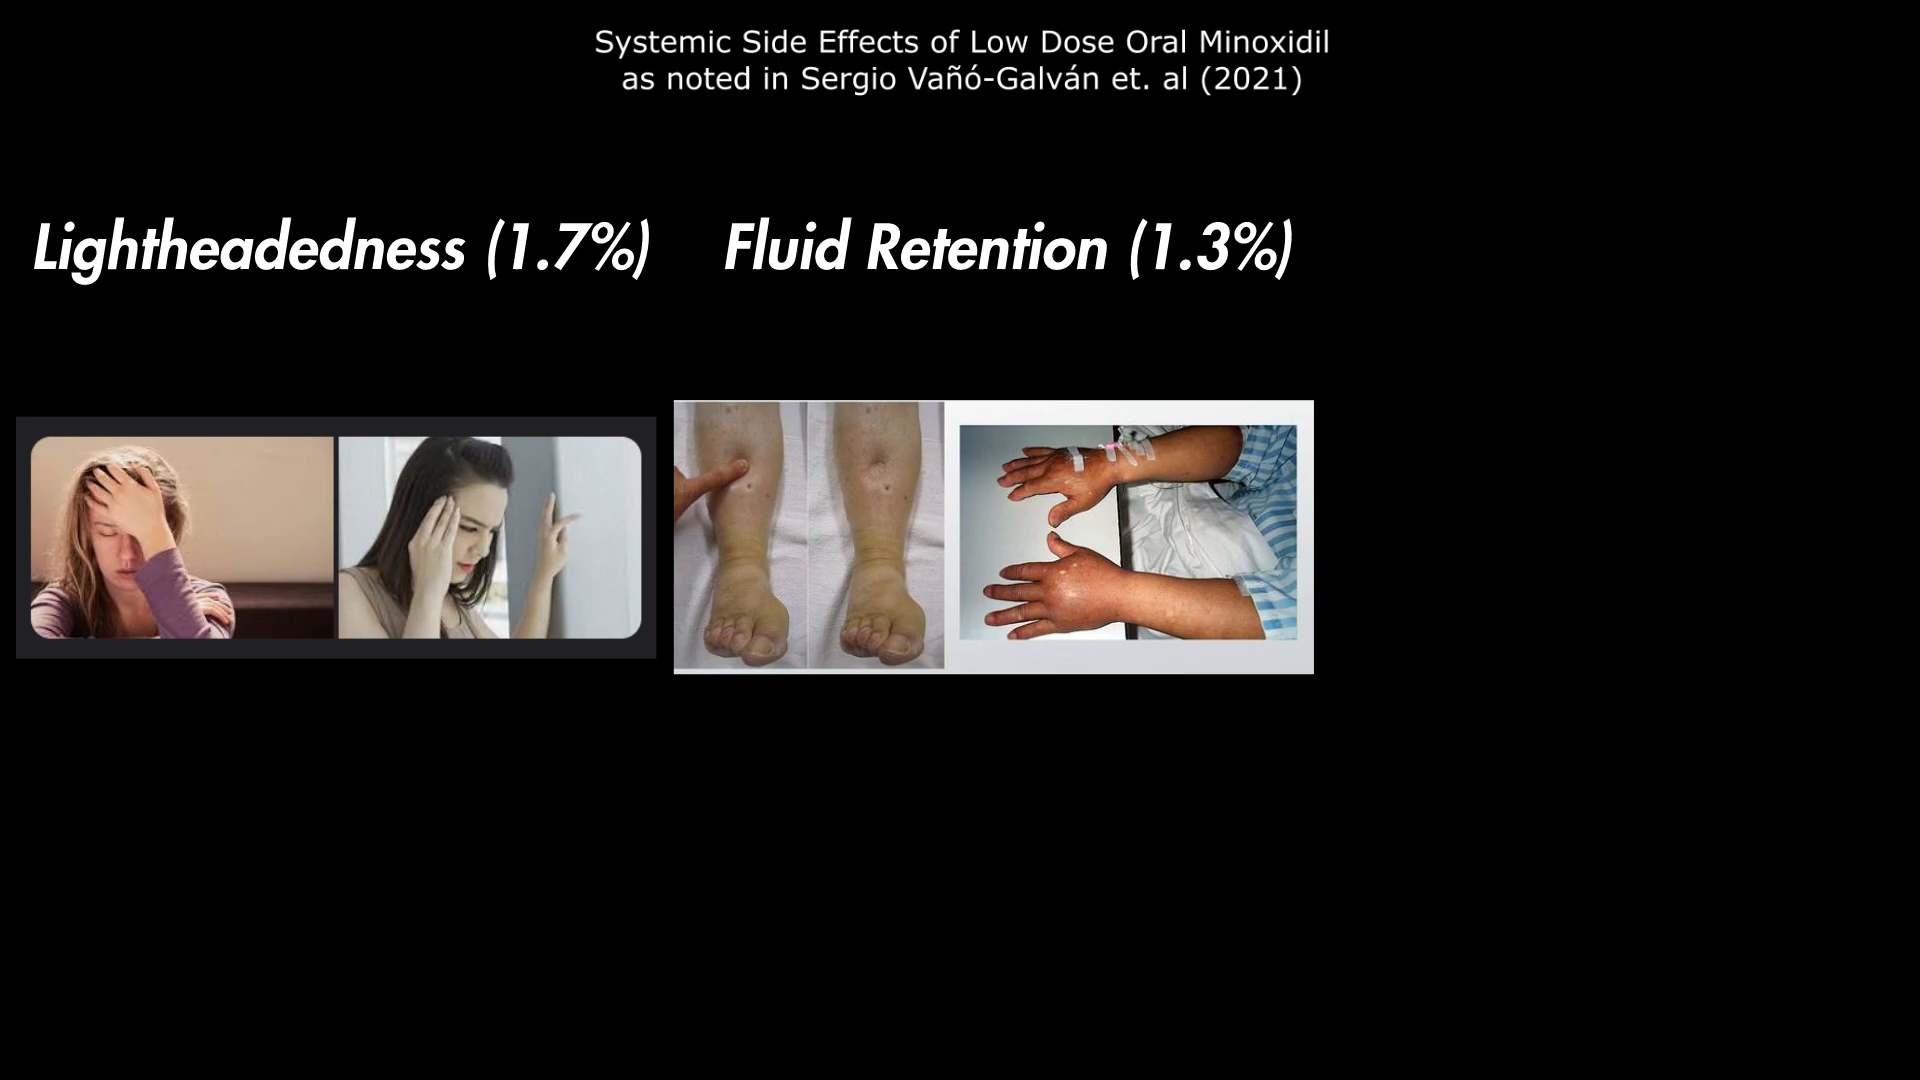 Systemic Side Effects of Low Dose Oral Minoxidil
as noted in Sergio Vañó-Galván et. al (2021)
Lightheadedness (1.7%)
Fluid Retention (1.3%)